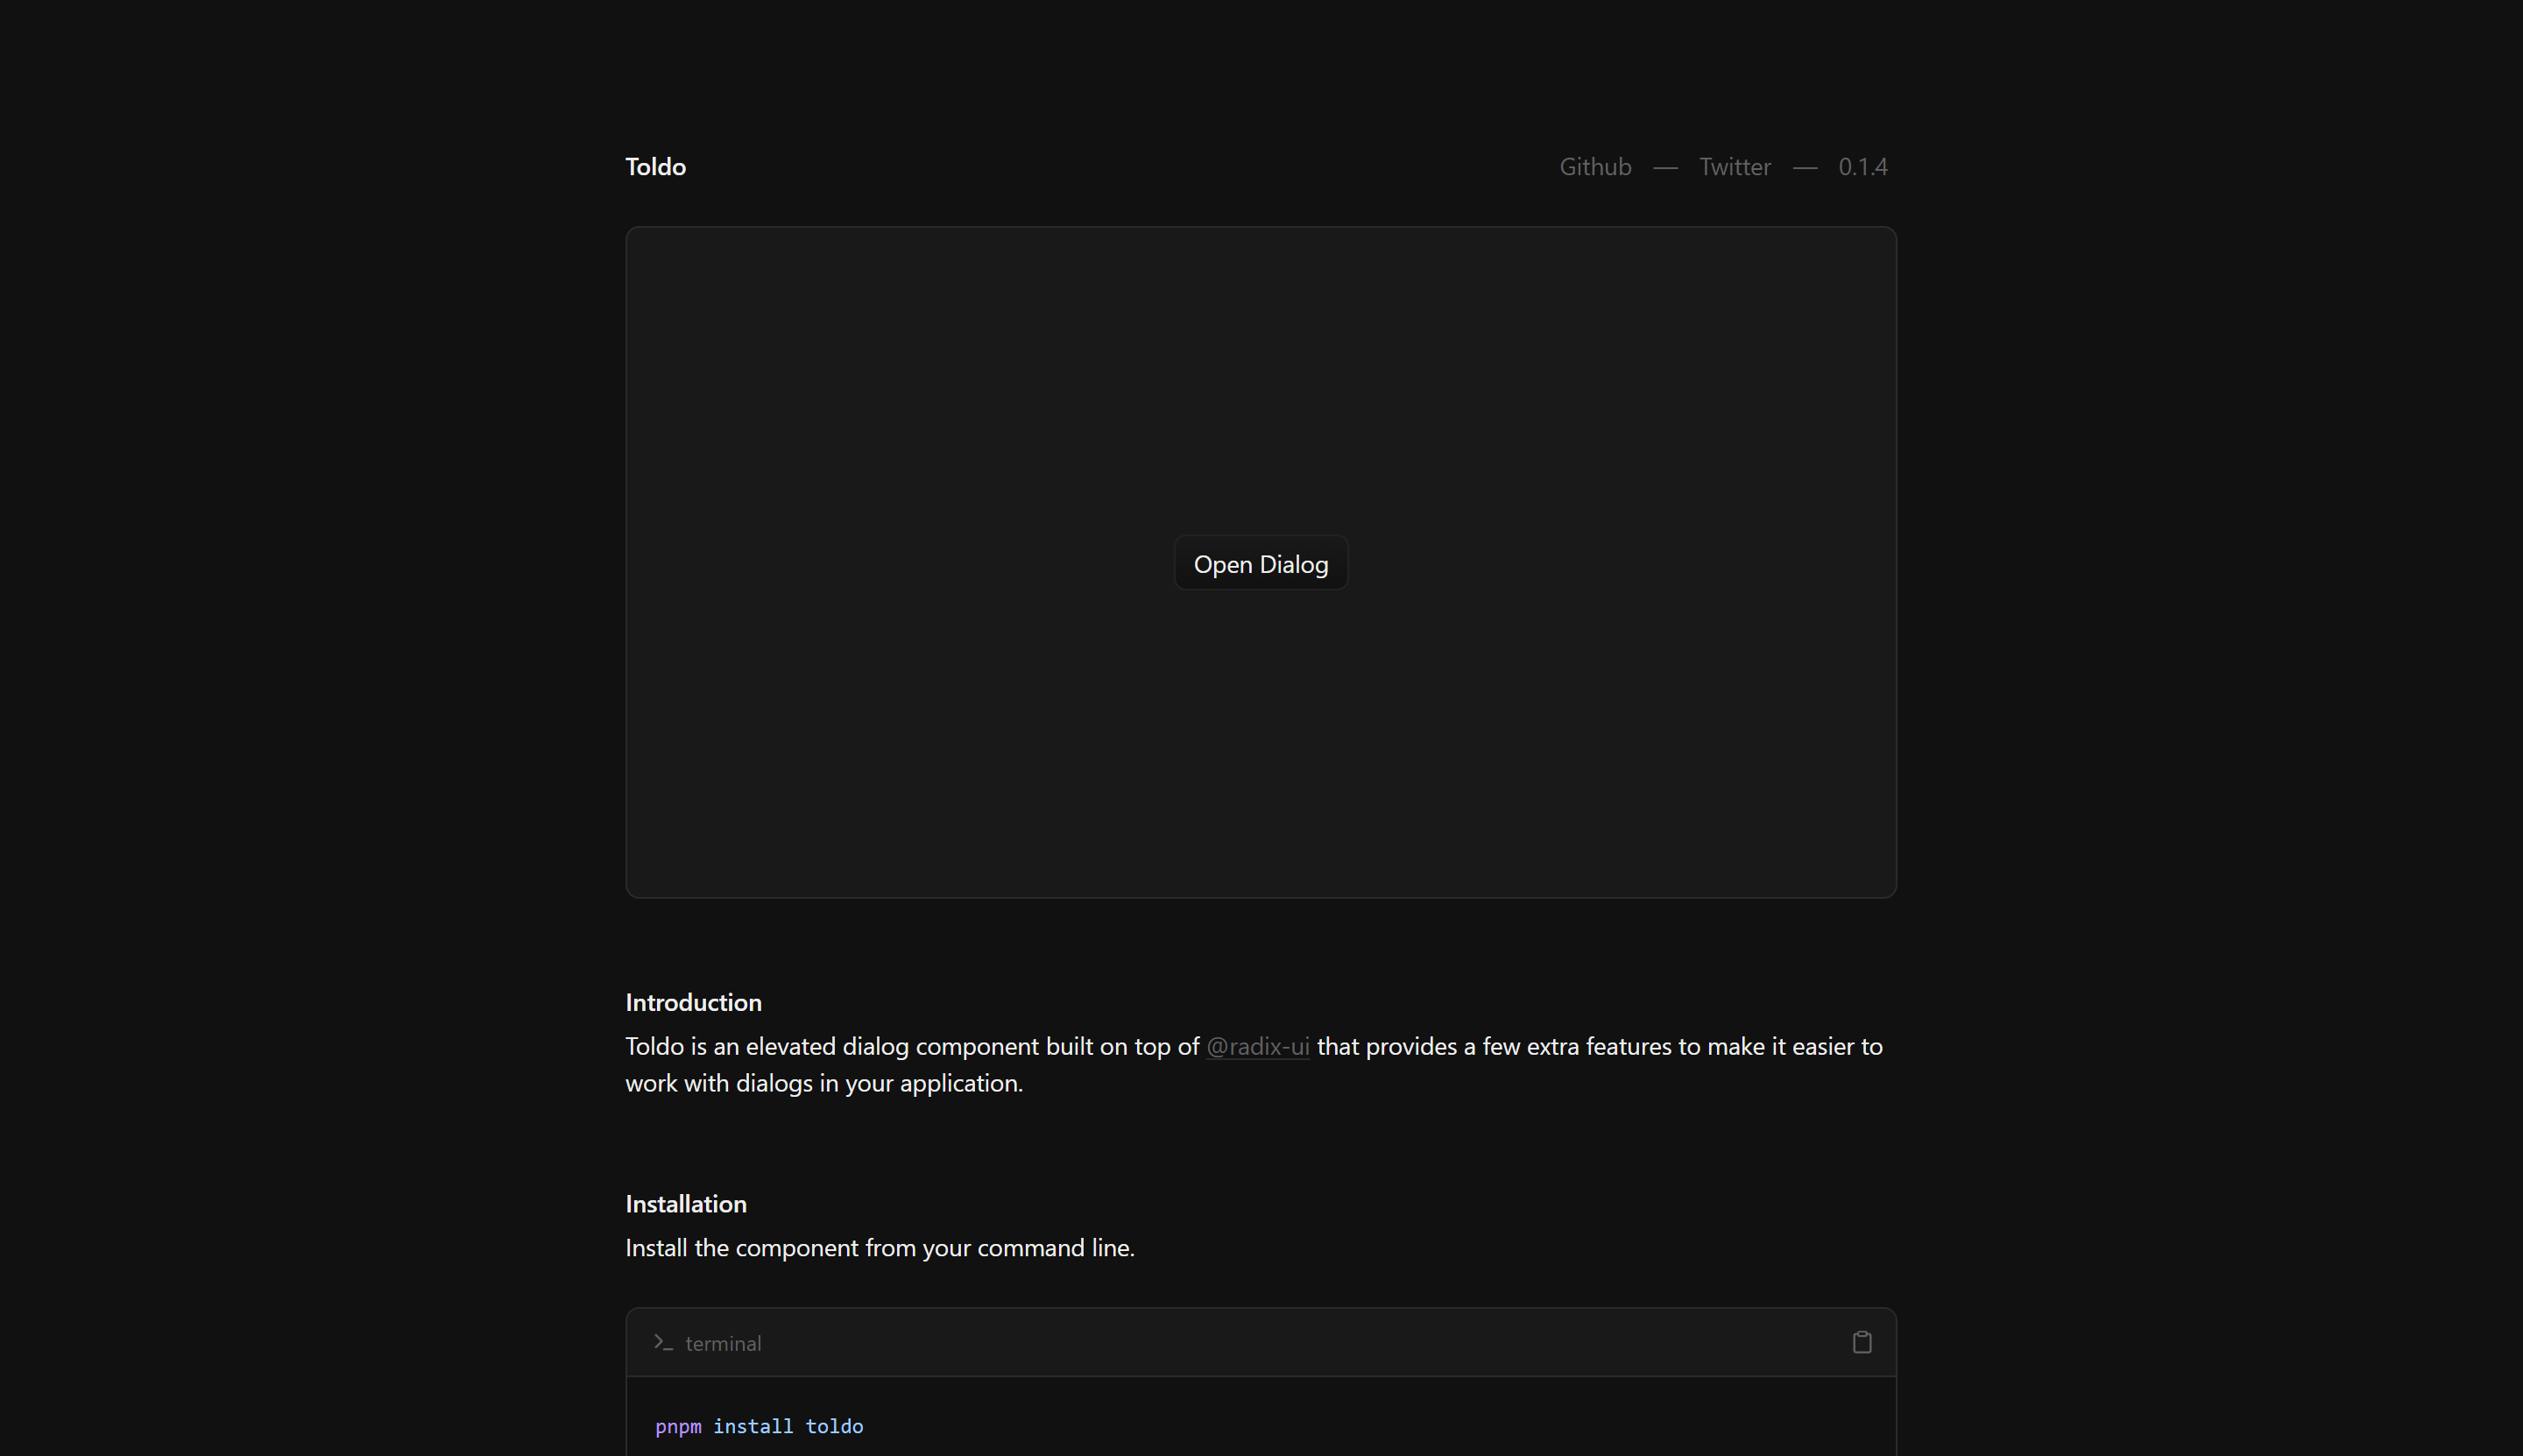 Toldo
Github — Twitter — 0.1.4
Open Dialog
Introduction
Toldo is an elevated dialog component built on top of @radix-ui that provides a few extra features to make it easier to
work with dialogs in your application.
Installation
Install the component from your command line.
terminal
pnpm install toldo